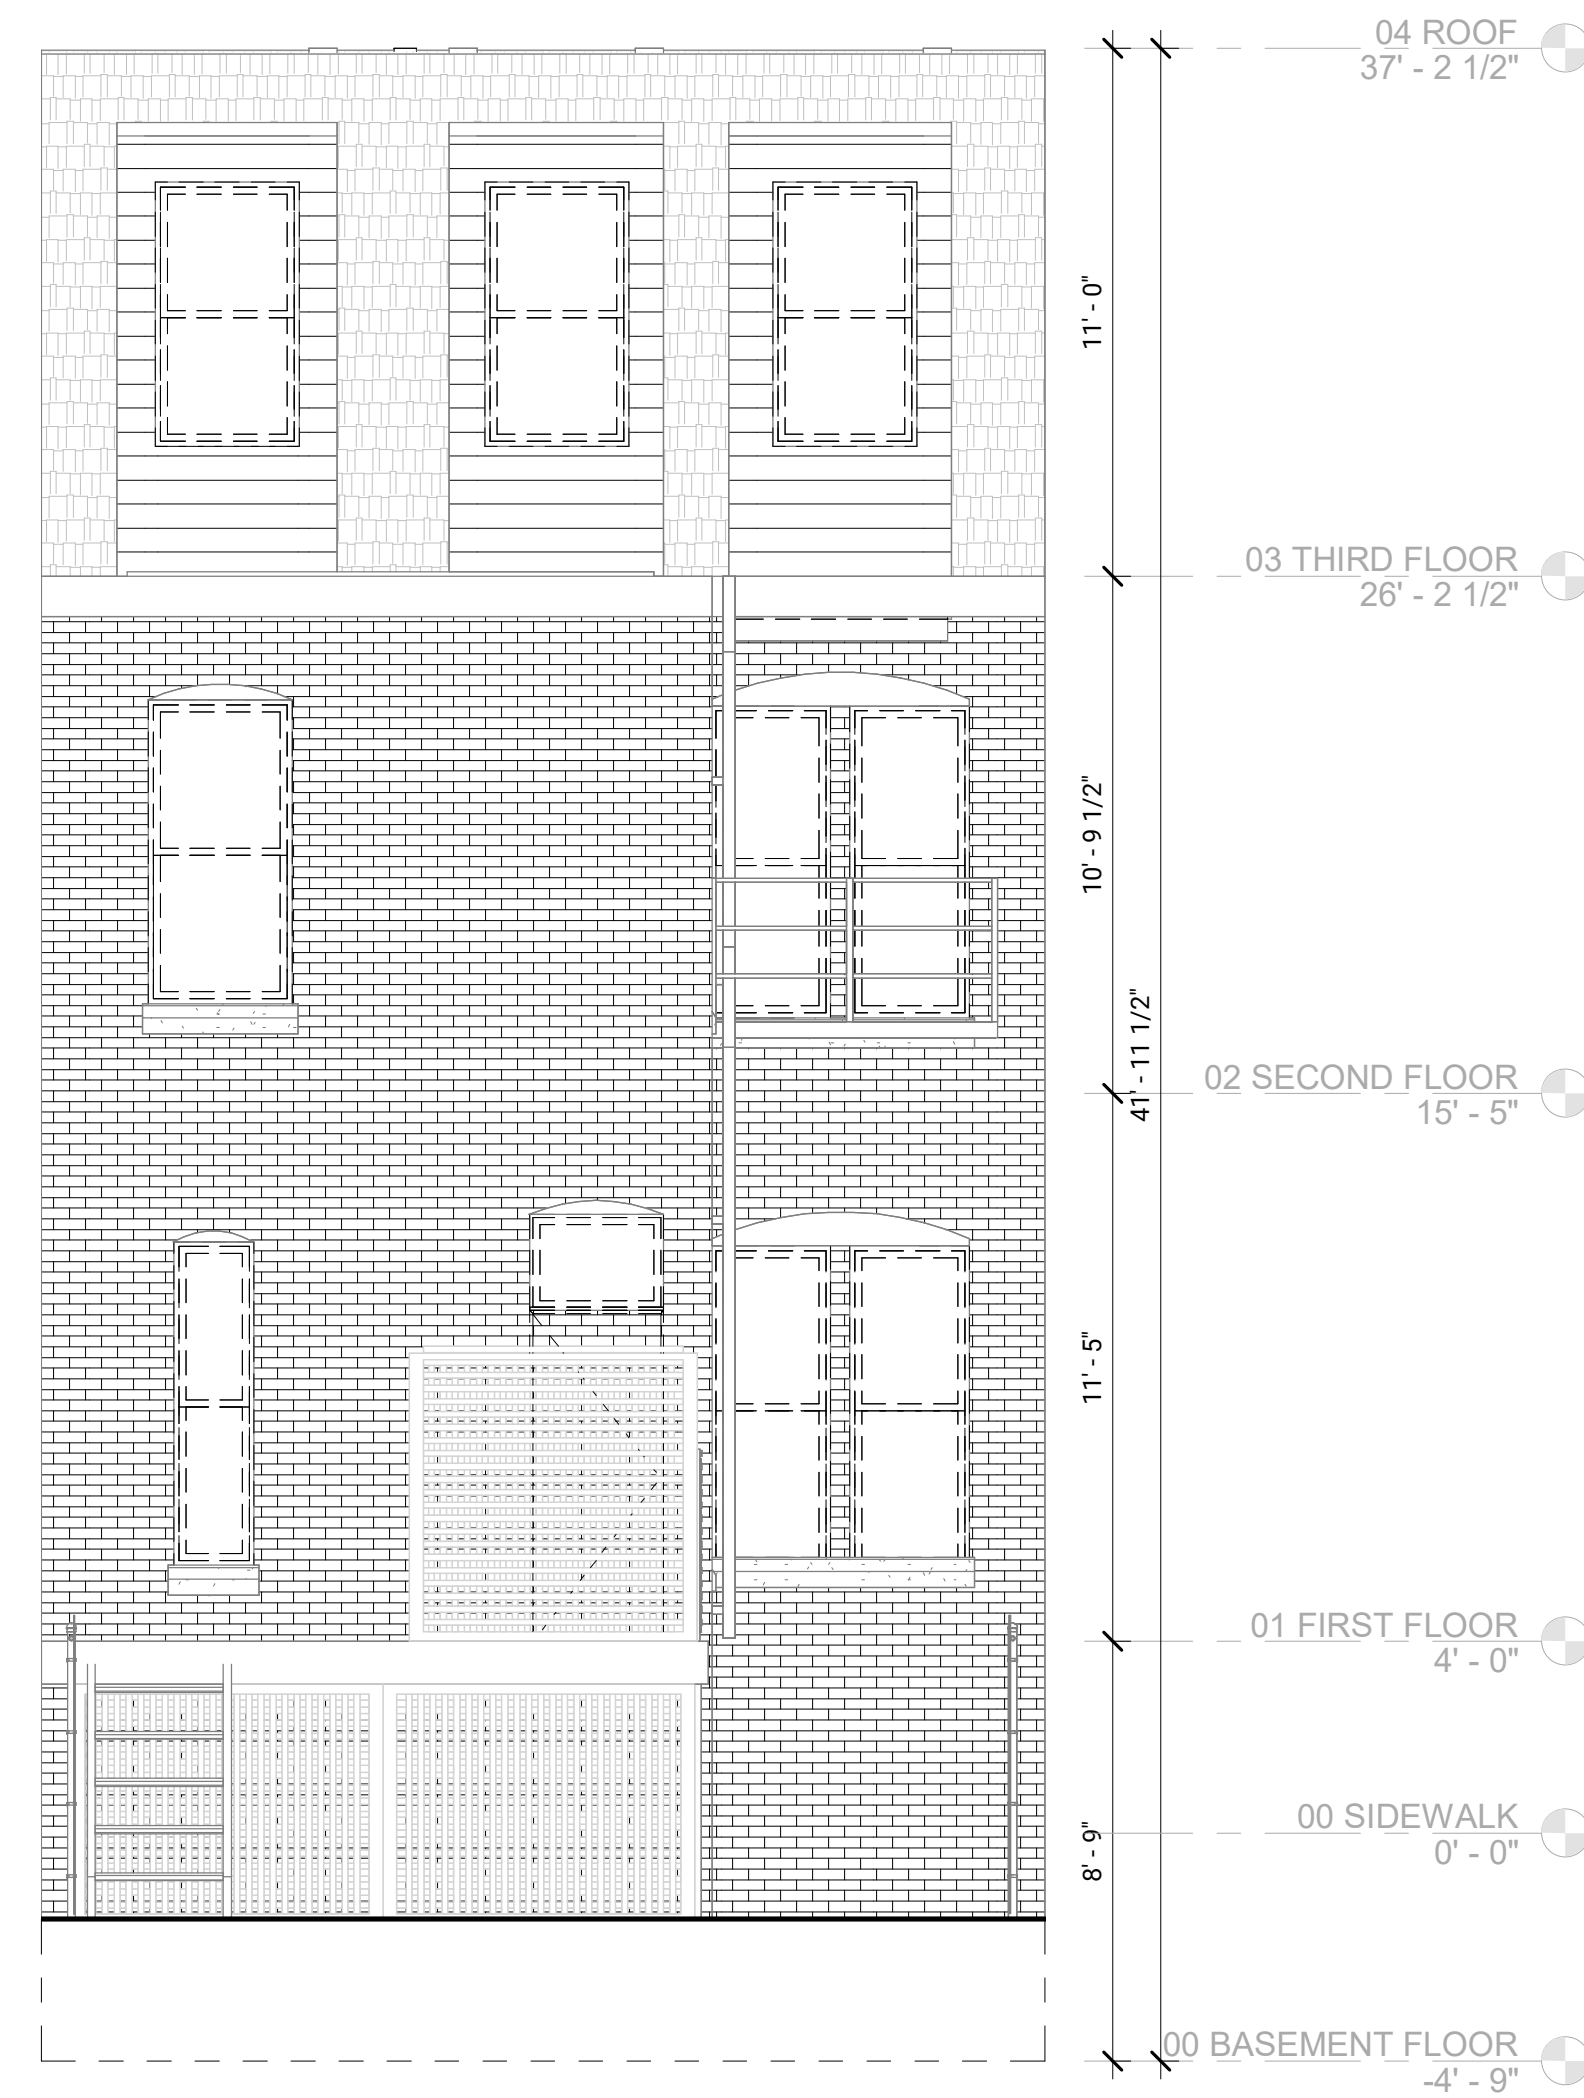 04 ROOF
37' - 2 1/2"
11' - 0"
03 THIRD FLOOR
26' - 2 1/2"
10' - 9 1/2"
41' - 11 1/2"
02 SECOND FLOOR
15' - 5"
11' - 5"
01 FIRST FLOOR
4' - 0"
00 SIDEWALK
0' - 0"
8' - 9"
00 BASEMENT FLOOR
-4' - 9"